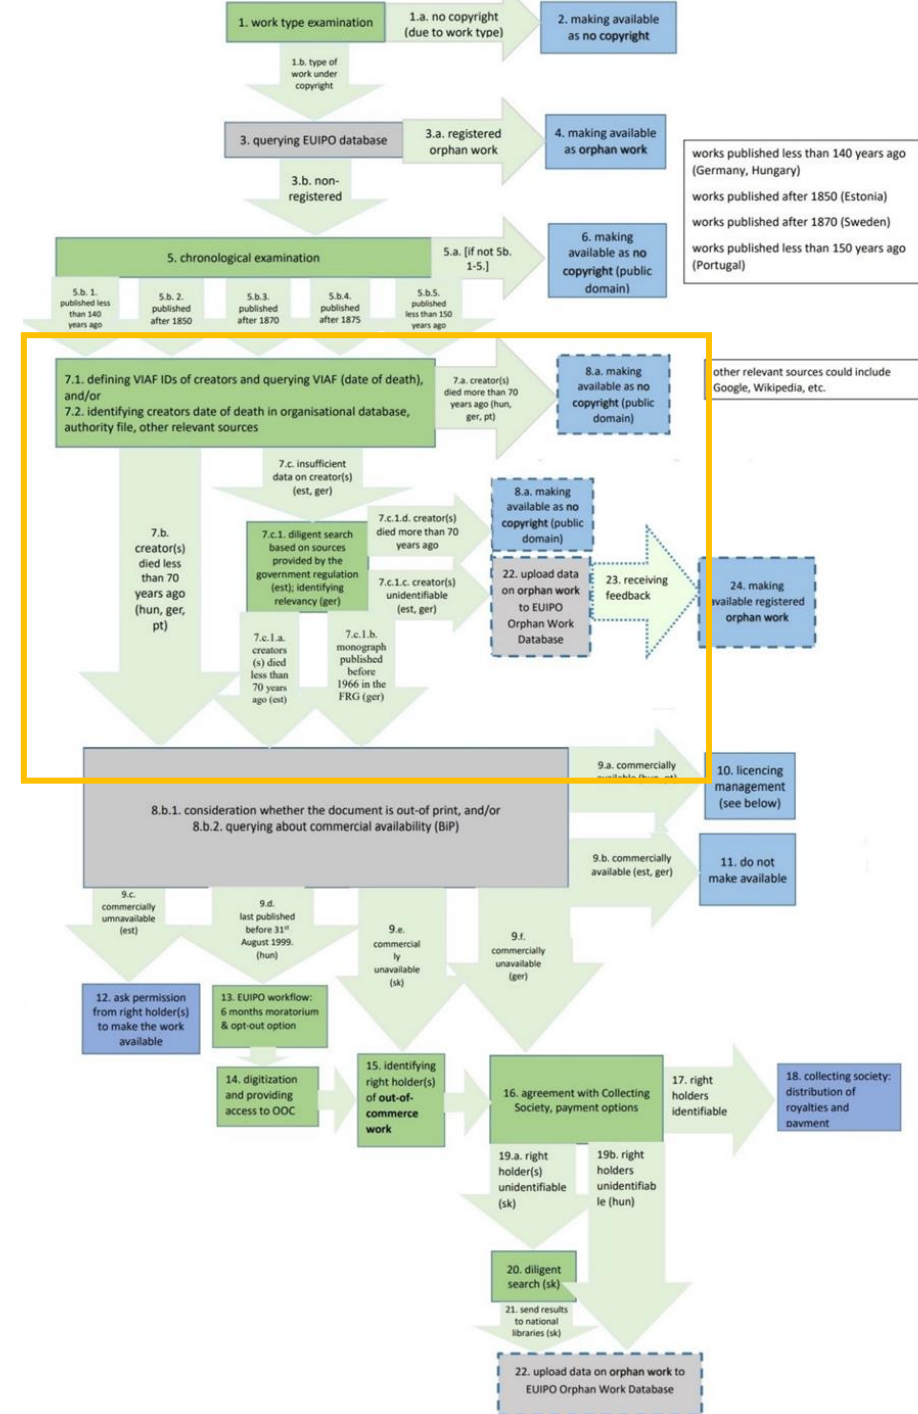 1. work type examination
1.a. no copyright
(due to work type)
2. making available
as no copyright
1.b. type of
work under
copyright
3. querying EUIPO database
3.a. registered
orphan work
4. making available
as orphan work
works published less than 140 years ago
(Germany, Hungary)
works published after 1850 (Estonia)
works published after 1870 (Sweden)
works published less than 150 years ago
(Portugal)
3.b. non-
registered
5. chronological examination
5.a. [if not 5b.
1-5.]
6. making
available as no
copyright (public
domain)
5.b. 1.
published less
than 140
years ago
5.b. 2.
published
after 1850
5.b.3.
published
after 1870
5.b.4.
published
after 1875
5.b.5.
published
less than 150
years ago
7.1. defining VIAF IDs of creators and querying VIAF (date of death),
and/or
7.2. identifying creators date of death in organisational database,
authority file, other relevant sources
7.a. creator(s)
died more than 70
years ago (hun,
ger, pt)
8.a. making
available as no
copyright (public
domain)
other relevant sources could include
Google, Wikipedia, etc.
7.b.
creator(s)
died less
than 70
years ago
(hun, ger,
pt)
7.c. insufficient
data on creator(s)
(est, ger)
7.c.1. diligent search
based on sources
provided by the
government regulation
(est); identifying
relevancy (ger)
7.c.1.d. creator(s)
died more than 70
years ago
8.a. making
available as no
copyright (public
domain)
7.c.1.c. creator(s)
unidentifiable
(est, ger)
22. upload data
on orphan work
to EUIPO
Orphan Work
Database
23. receiving
feedback
24. making
available registered
orphan work
7.c.1.a.
creators
(s) died
less than
70 years
ago (est)
7.c.1.b.
monograph
published
before
1966 in the
FRG (ger)
8.b.1. consideration whether the document is out-of print, and/or
8.b.2. querying about commercial availability (BiP)
9.a. commercially
available (hun, pt)
10. licencing
management
(see below)
9.b. commercially
available (est, ger)
11. do not
make available
9.c.
commercially
umnavailable
(est)
9.d.
last published
before 31st
August 1999.
(hun)
9.e.
commercial
ly
unavailable
(sk)
9.f.
commercially
unavailable
(ger)
12. ask permission
from right holder(s)
to make the work
available
13. EUIPO workflow:
6 months moratorium
& opt-out option
14. digitization
and providing
access to OOC
15. identifying
right holder(s)
of out-of-
commerce
work
16. agreement with Collecting
Society, payment options
17. right
holders
identifiable
18. collecting society:
distribution of
royalties and
payment
19.a. right
holder(s)
unidentifiable
(sk)
19b. right
holders
unidentifiab
le (hun)
20. diligent
search (sk)
21. send results
to national
libraries (sk)
22. upload data on orphan work to
EUIPO Orphan Work Database